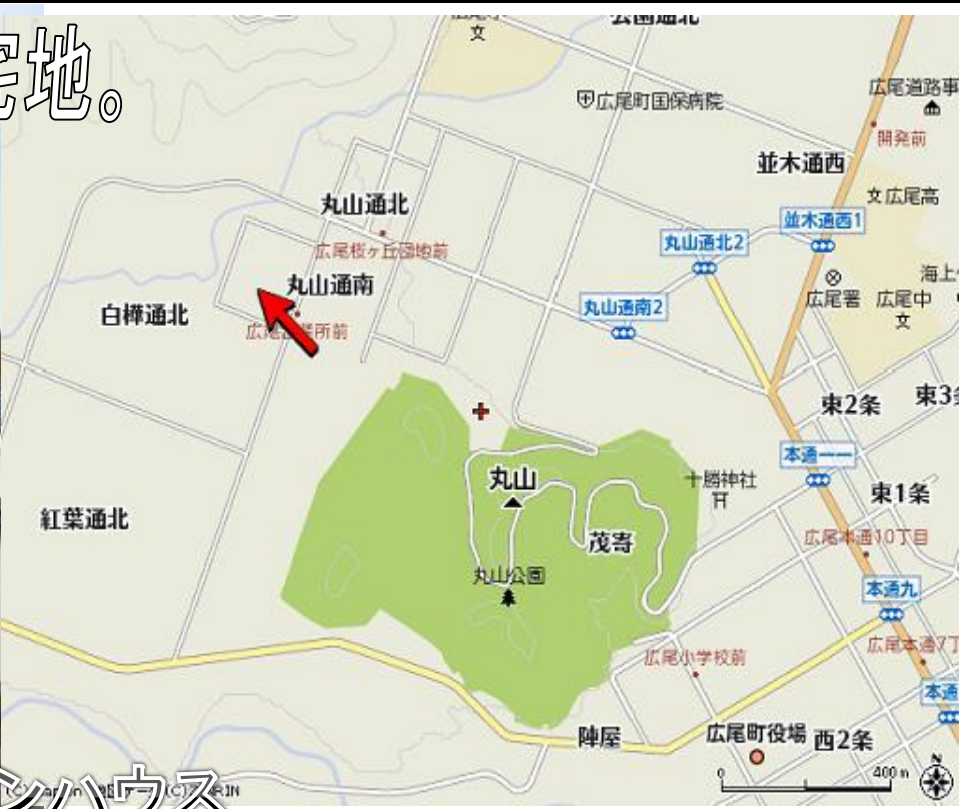 宅地。
文
公園通北
広尾町国保病院
広尾道路事
開発前
並木通西
文 広尾高
丸山通北
並木通西1
広尾桜ヶ丘団地前
丸山通北2
丸山通南
海上
広尾署
広尾中
文
白樺通北
丸山通南2
東2条
東3条
本通一一
丸山
十勝神社
東1条
紅葉通北
茂寄
広尾本通10丁目
丸山公園
本通九
広尾小学校前
広尾本通7丁
本通
陣屋
広尾町役場
西2条
N
0
400m
ンハウス